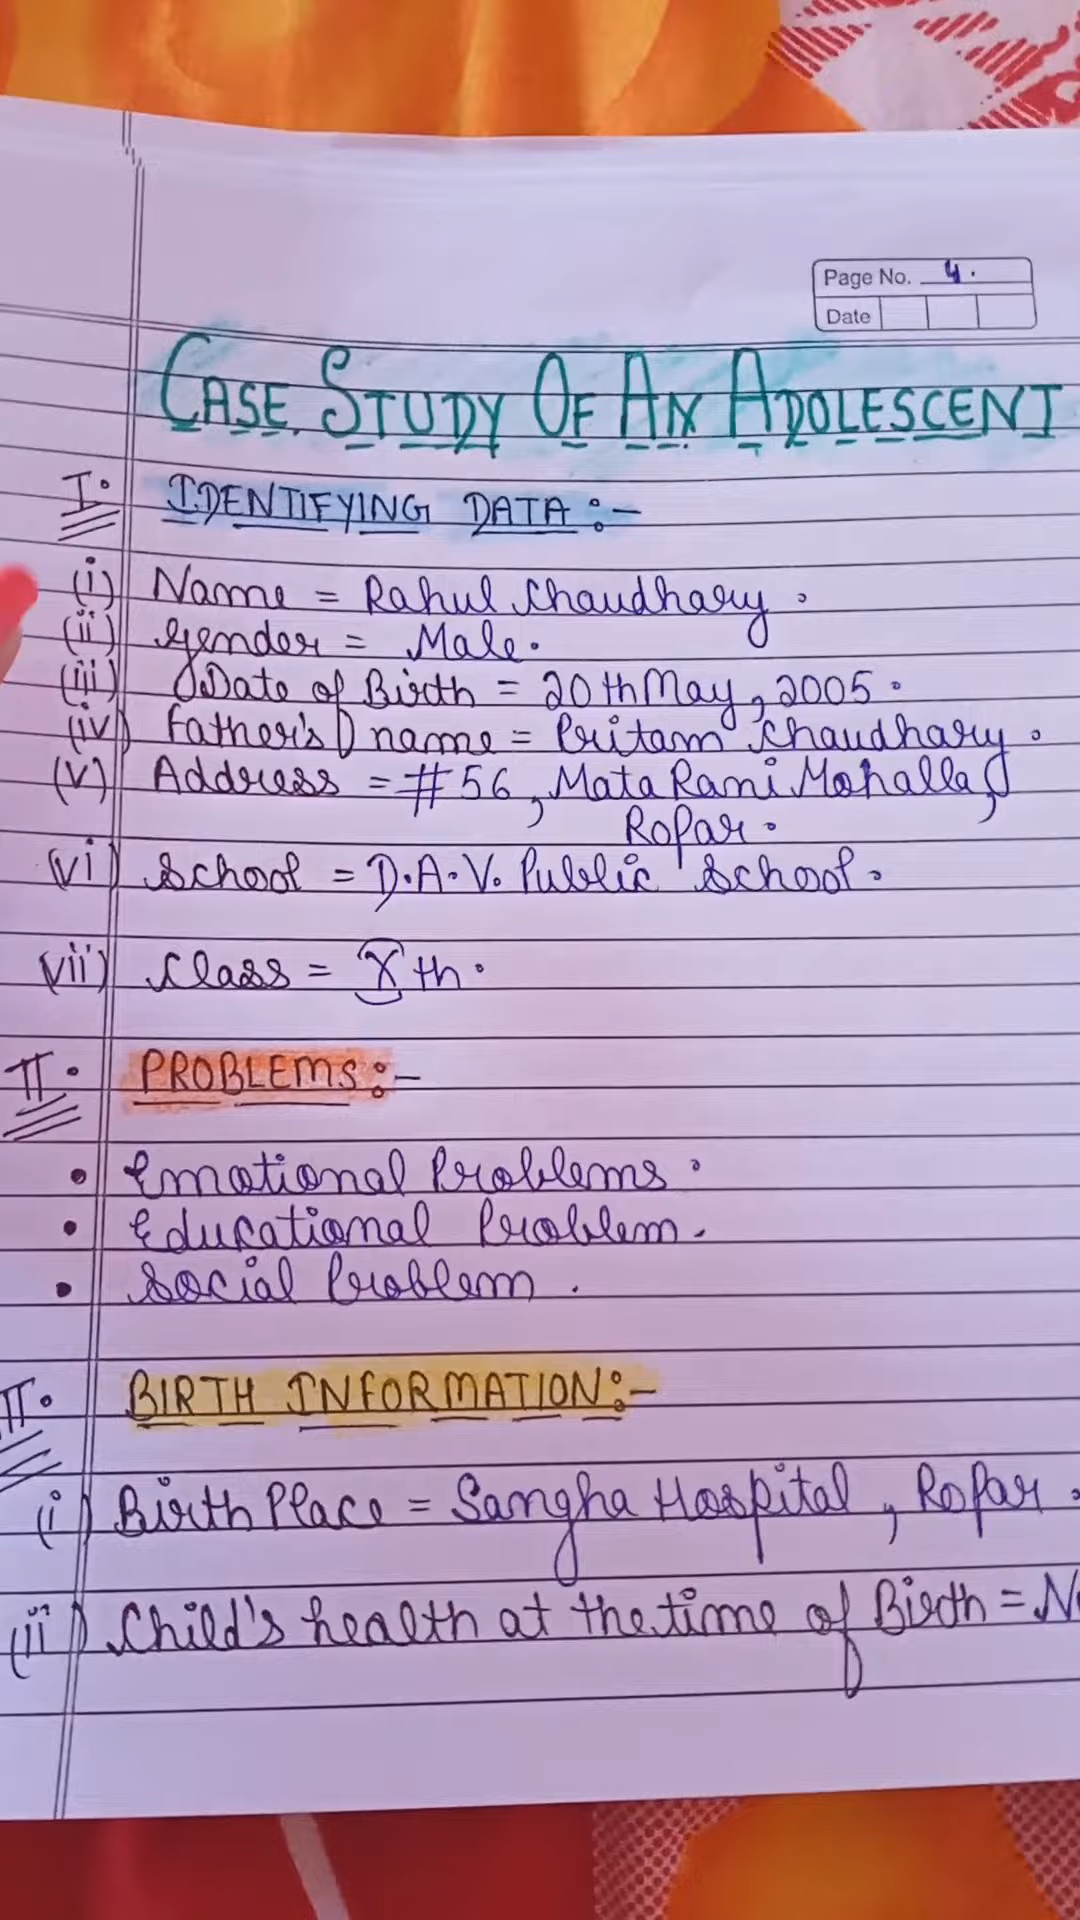 Page No. 4.
Date
CASE STUDY OF AN ADOLESCENT
I. IDENTIFYING DATA :-
(i) Name = Rahul Chaudhary.
(ii) Gender = Male.
(iii) Date of Birth = 20th May, 2005.
(iv) Father's name = Pritam Chaudhary.
(v) Address = #56, Mata Rani Mohalla,
Ropar.
(vi) School = D.A.V. Public School.
(vii) Class = Xth.
II. PROBLEMS :-
• Emotional Problems.
• Educational Problem.
• Social Problem.
II. BIRTH INFORMATION :-
(i) Birth Place = Sangha Hospital, Ropar.
(ii) Child's health at the time of Birth =